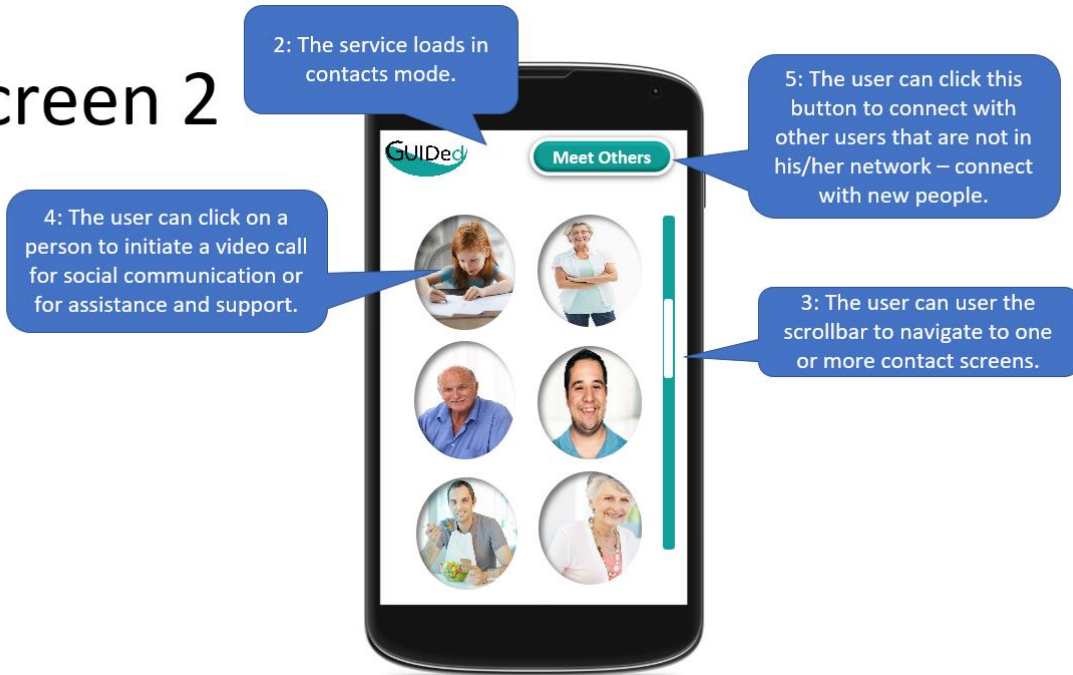 creen 2
2: The service loads in
contacts mode.
5: The user can click this
button to connect with
other users that are not in
his/her network – connect
with new people.
GUIDed
Meet Others
4: The user can click on a
person to initiate a video call
for social communication or
for assistance and support.
3: The user can user the
scrollbar to navigate to one
or more contact screens.